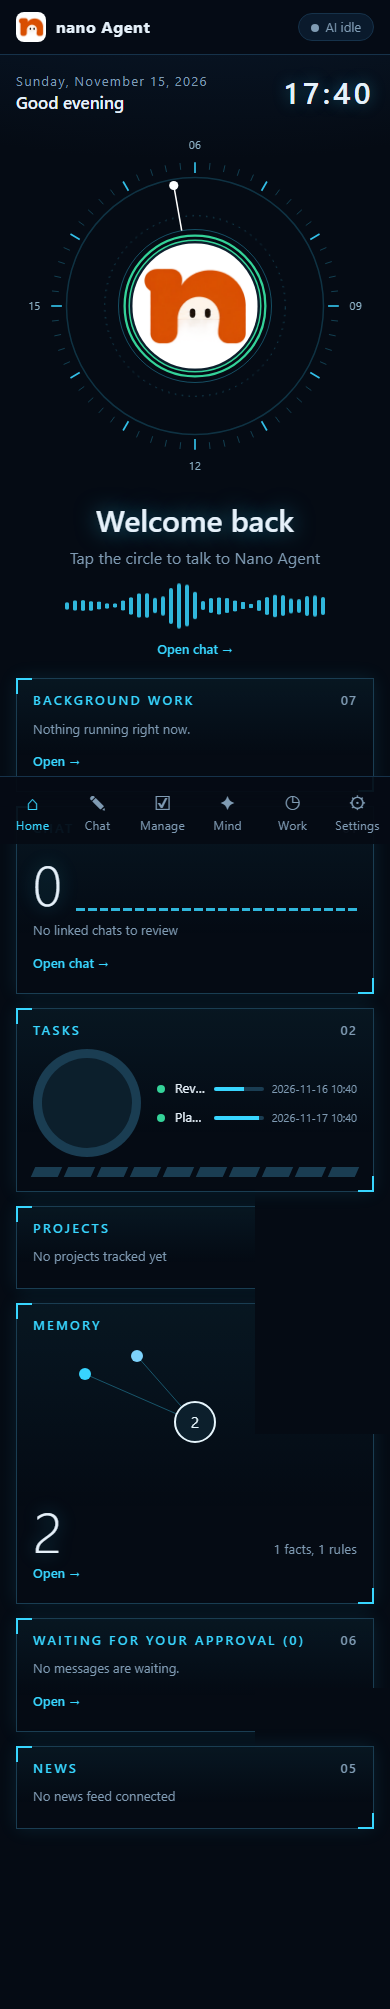 nano Agent
AI idle
Sunday, November 15, 2026
Good evening
17:40
06
15
09
12
Welcome back
Tap the circle to talk to Nano Agent
Open chat →
BACKGROUND WORK 07
Nothing running right now.
Open →
Home Chat Manage Mind Work Settings
0
No linked chats to review
Open chat →
TASKS 02
Rev... 2026-11-16 10:40
Pla... 2026-11-17 10:40
PROJECTS
No projects tracked yet
MEMORY
2
2
1 facts, 1 rules
Open →
WAITING FOR YOUR APPROVAL (0) 06
No messages are waiting.
Open →
NEWS 05
No news feed connected